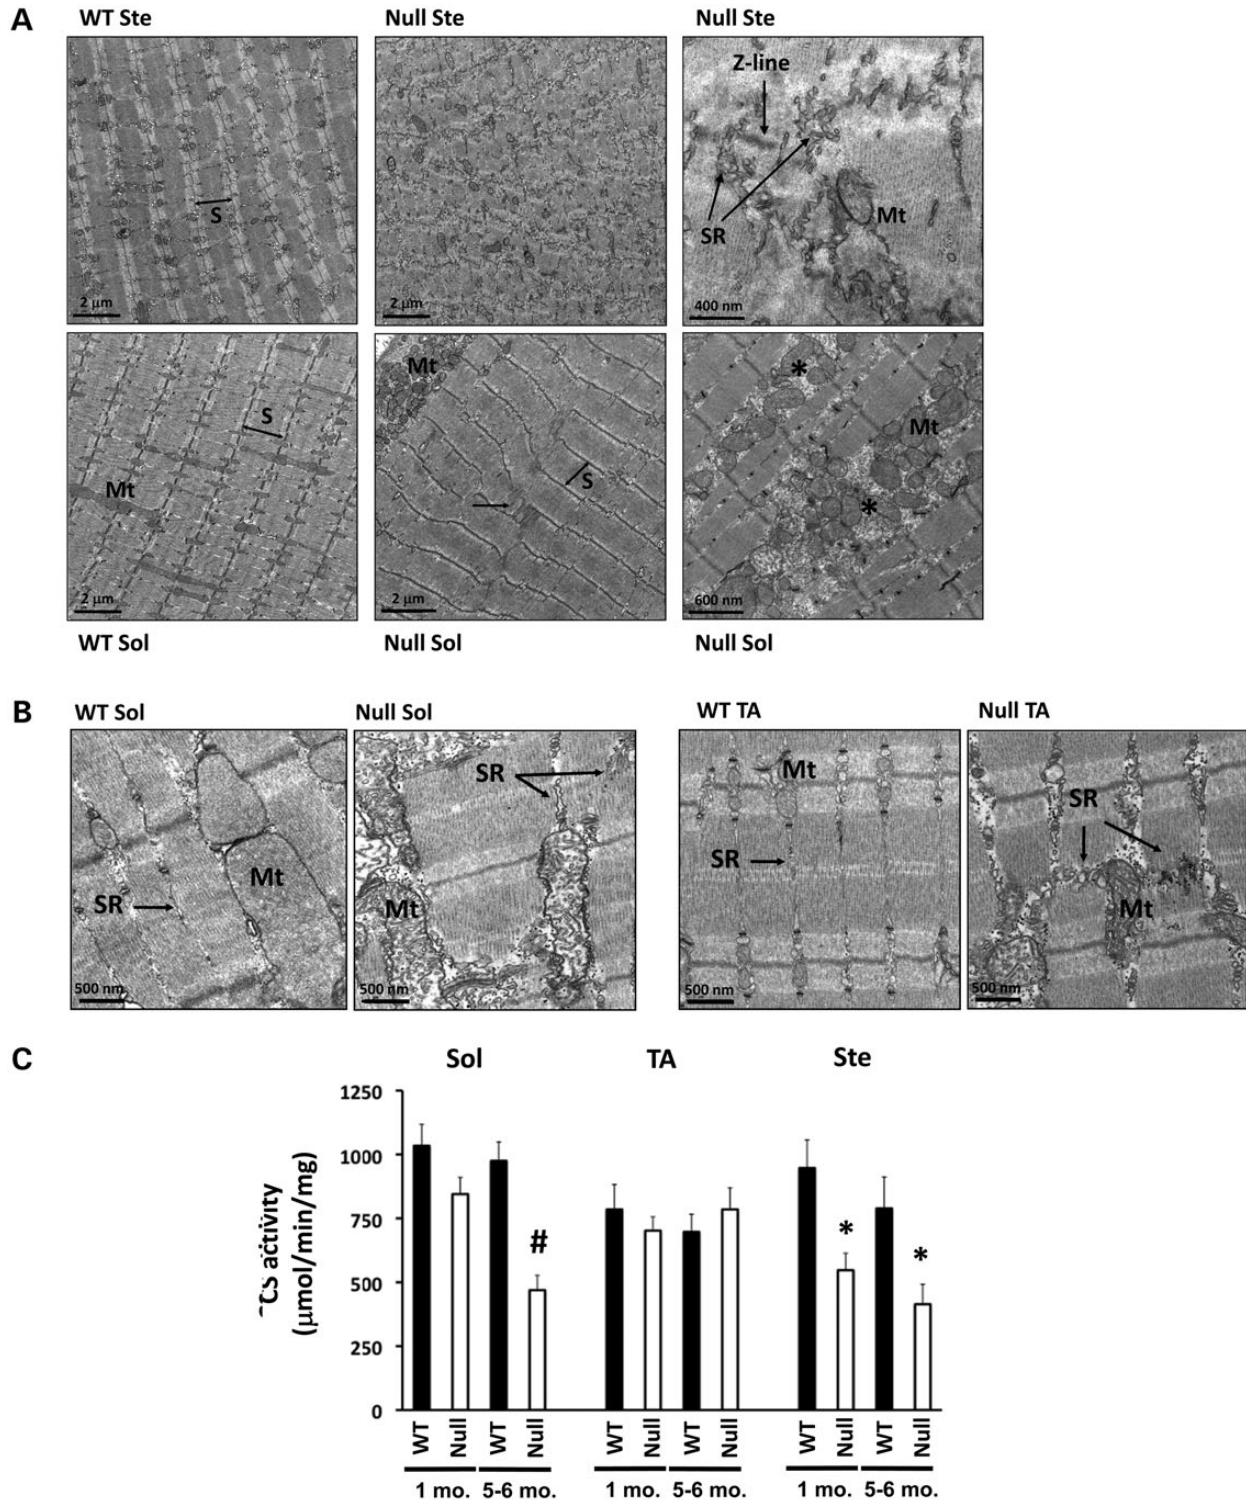 A
WT Ste
Null Ste
Null Ste
S
2 μm
2 μm
Z-line
SR
Mt
400 nm
S
Mt
2 μm
Mt
S
2 μm
*
Mt
*
600 nm
WT Sol
Null Sol
Null Sol
B
WT Sol
Null Sol
WT TA
Null TA
SR
Mt
500 nm
SR
Mt
500 nm
Mt
SR
500 nm
SR
Mt
500 nm
C
Sol
TA
Ste
CS activity
(μmol/min/mg)
1250
1000
750
500
250
0
#
*
*
WT
Null
WT
Null
WT
Null
WT
Null
WT
Null
WT
Null
1 mo.
5-6 mo.
1 mo.
5-6 mo.
1 mo.
5-6 mo.